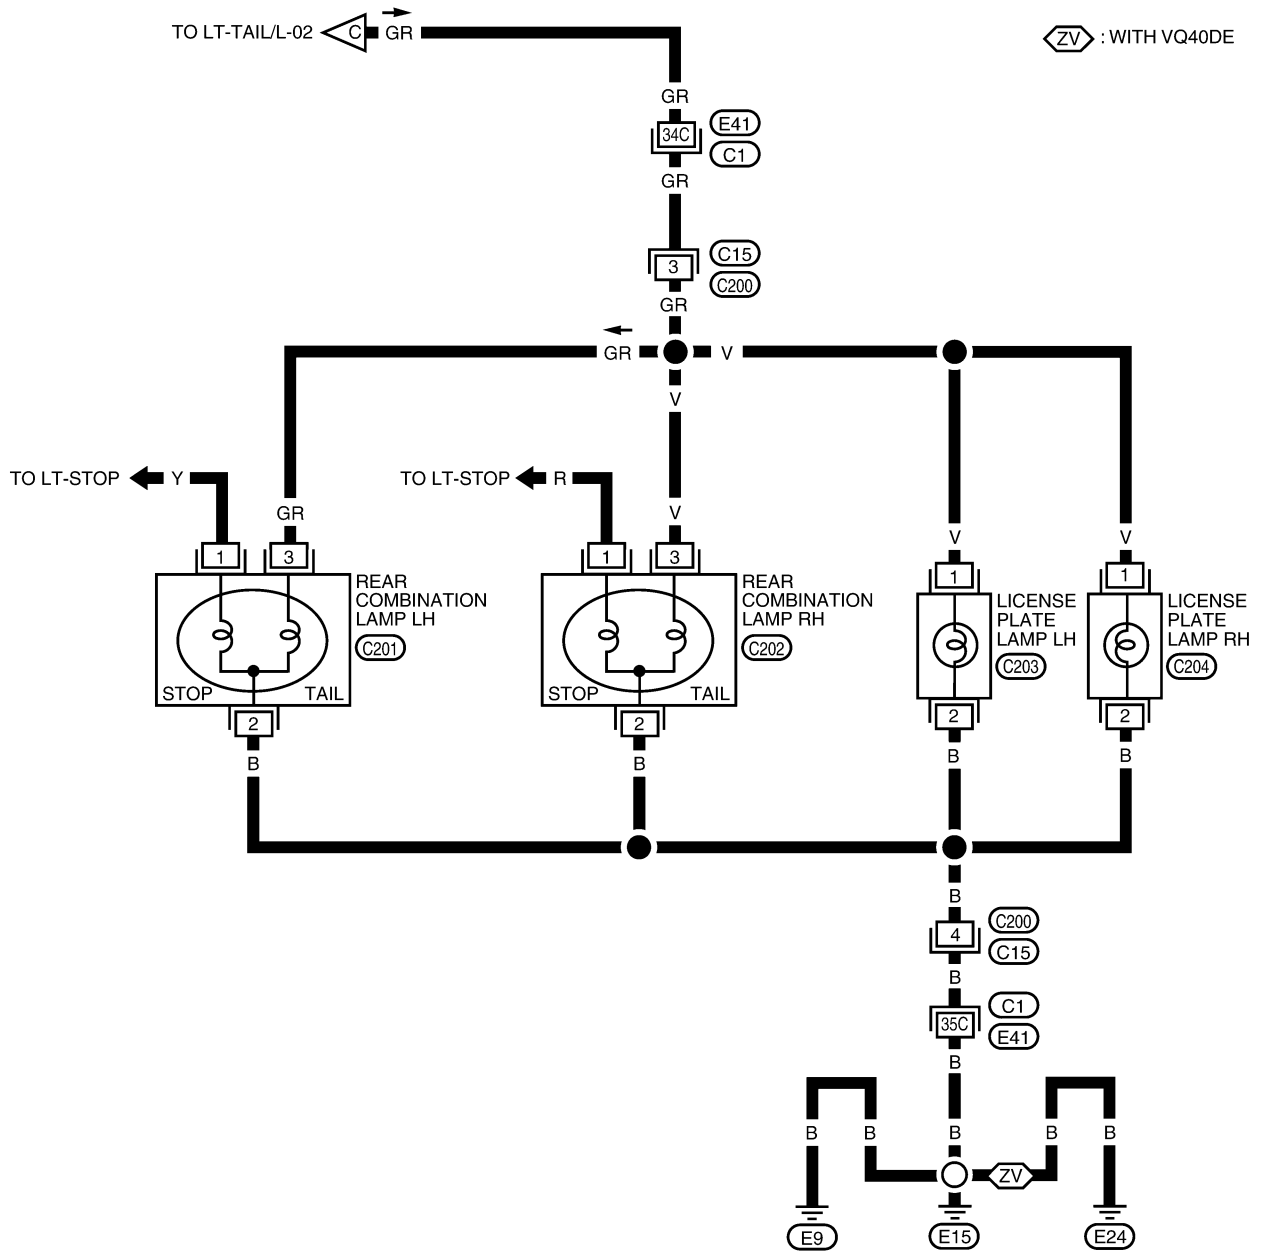 TO LT-TAIL/L-02 C GR
ZV : WITH VQ40DE
GR
34C E41
C1
GR
C15
3
C200
GR
GR V
V
TO LT-STOP Y
TO LT-STOP R
GR V
V V
1 3
1 3
1 1
REAR
COMBINATION
LAMP LH
C201
STOP TAIL
REAR
COMBINATION
LAMP RH
C202
STOP TAIL
LICENSE
PLATE
LAMP LH
C203
LICENSE
PLATE
LAMP RH
C204
2 2 2 2
B B B B
B
C200
4
C15
B
C1
35C
E41
B
B B B B B
ZV
E9 E15 E24